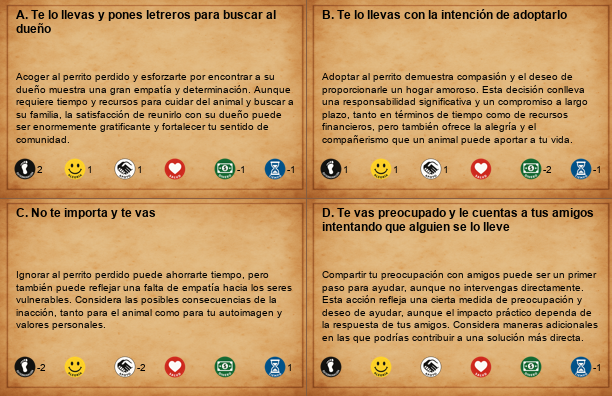 A. Te lo llevas y pones letreros para buscar al
dueño
Acoger al perrito perdido y esforzarte por encontrar a su
dueño muestra una gran empatía y determinación. Aunque
requiere tiempo y recursos para cuidar del animal y buscar a
su familia, la satisfacción de reunirlo con su dueño puede
ser enormemente gratificante y fortalecer tu sentido de
comunidad.
2 1 1 -1 -1
B. Te lo llevas con la intención de adoptarlo
Adoptar al perrito demuestra compasión y el deseo de
proporcionarle un hogar amoroso. Esta decisión conlleva
una responsabilidad significativa y un compromiso a largo
plazo, tanto en términos de tiempo como de recursos
financieros, pero también ofrece la alegría y el
compañerismo que un animal puede aportar a tu vida.
1 1 1 -2 -1
C. No te importa y te vas
Ignorar al perrito perdido puede ahorrarte tiempo, pero
también puede reflejar una falta de empatía hacia los seres
vulnerables. Considera las posibles consecuencias de la
inacción, tanto para el animal como para tu autoimagen y
valores personales.
-2 -2 1
D. Te vas preocupado y le cuentas a tus amigos
intentando que alguien se lo lleve
Compartir tu preocupación con amigos puede ser un primer
paso para ayudar, aunque no intervengas directamente.
Esta acción refleja una cierta medida de preocupación y
deseo de ayudar, aunque el impacto práctico dependa de
la respuesta de tus amigos. Considera maneras adicionales
en las que podrías contribuir a una solución más directa.
-1